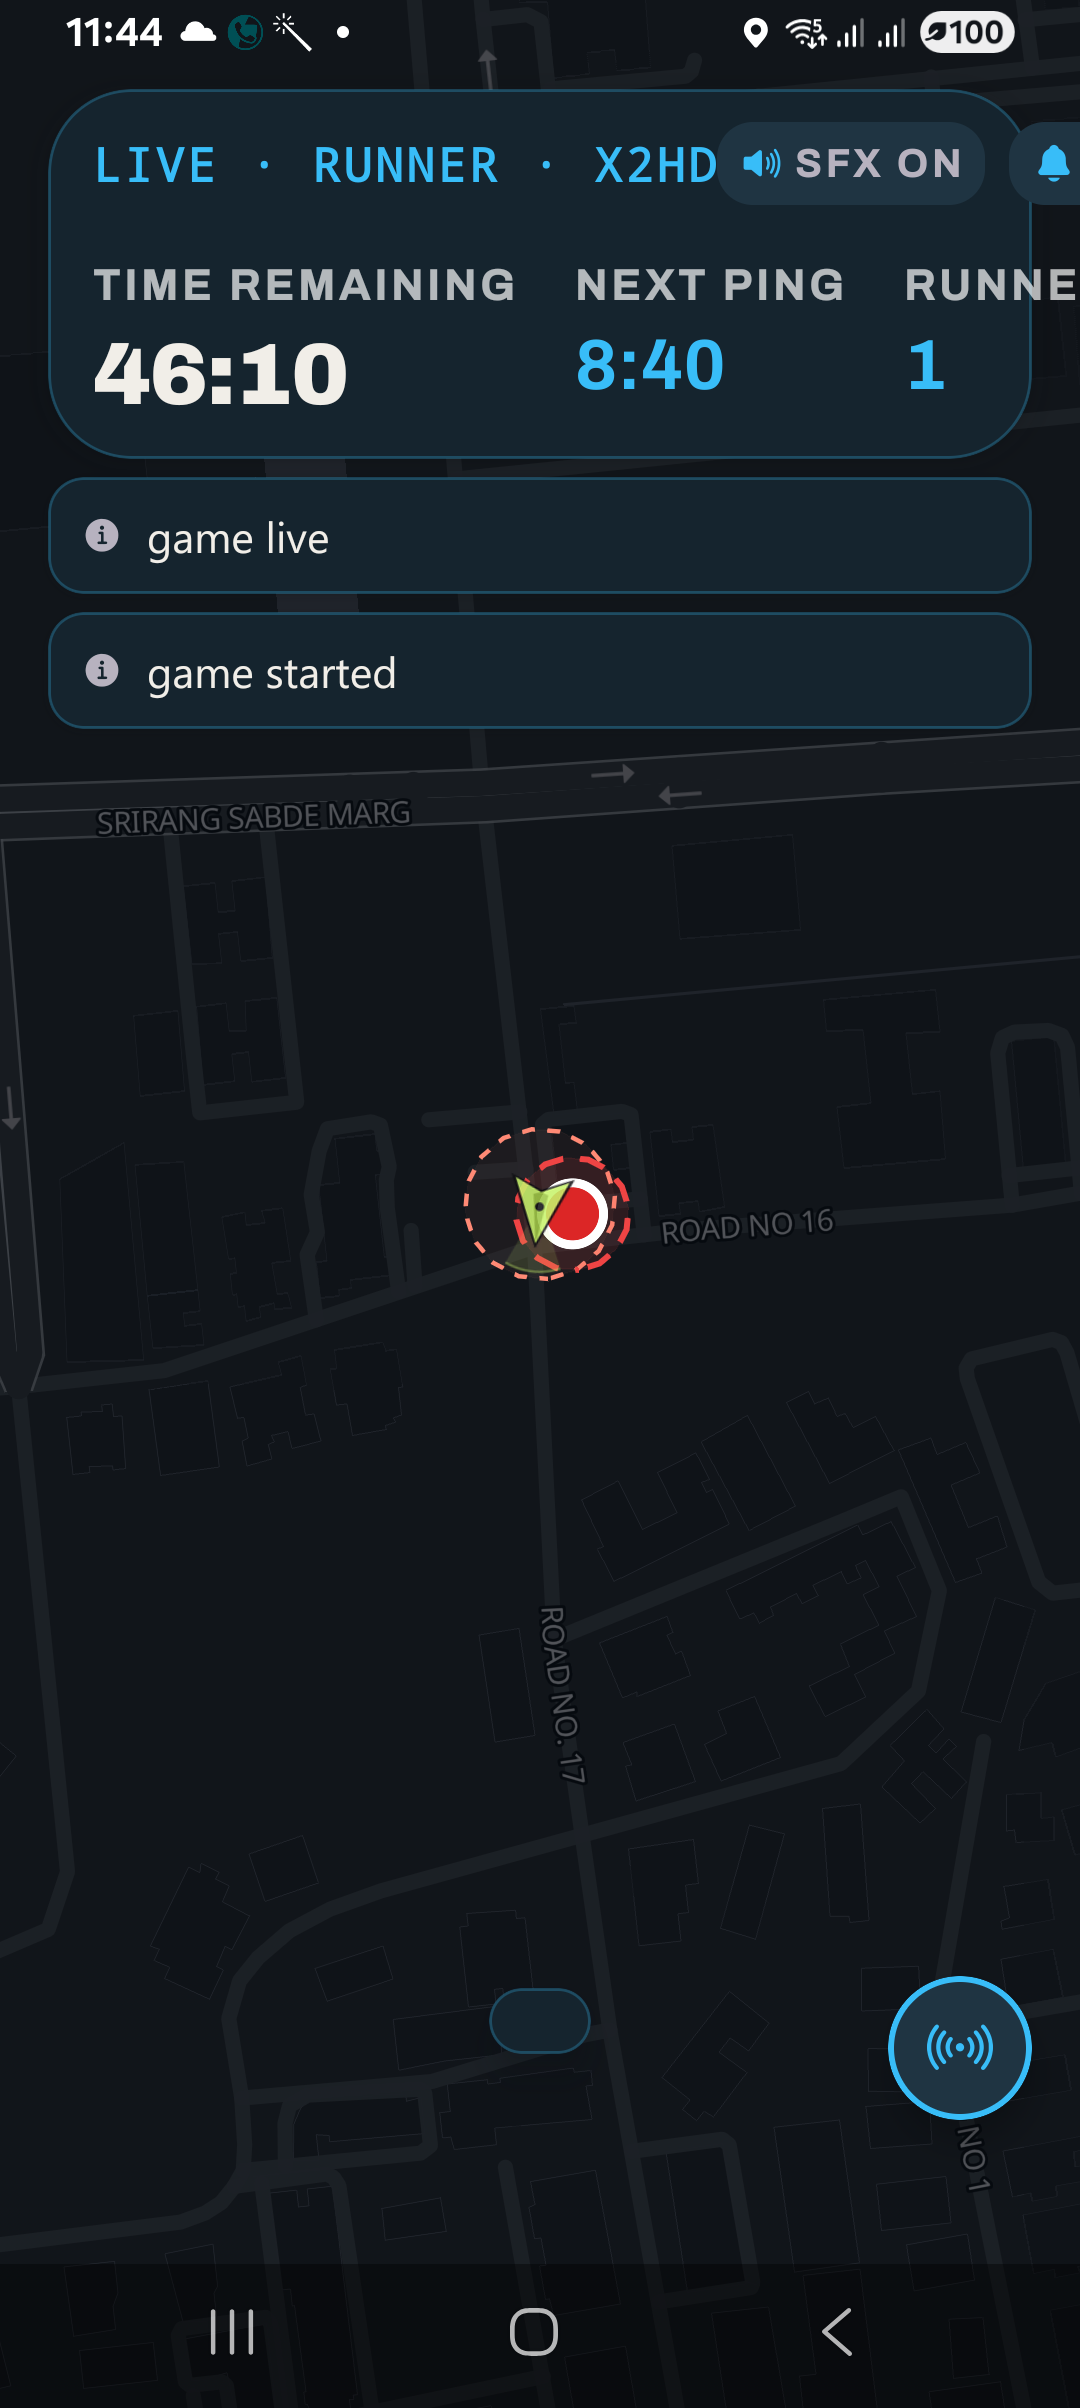 11:44
5
100
LIVE · RUNNER · X2HD
SFX ON
TIME REMAINING
NEXT PING
RUNNE
46:10
8:40
1
game live
game started
SRIRANG SABDE MARG
ROAD NO 16
ROAD NO. 17
NO 1